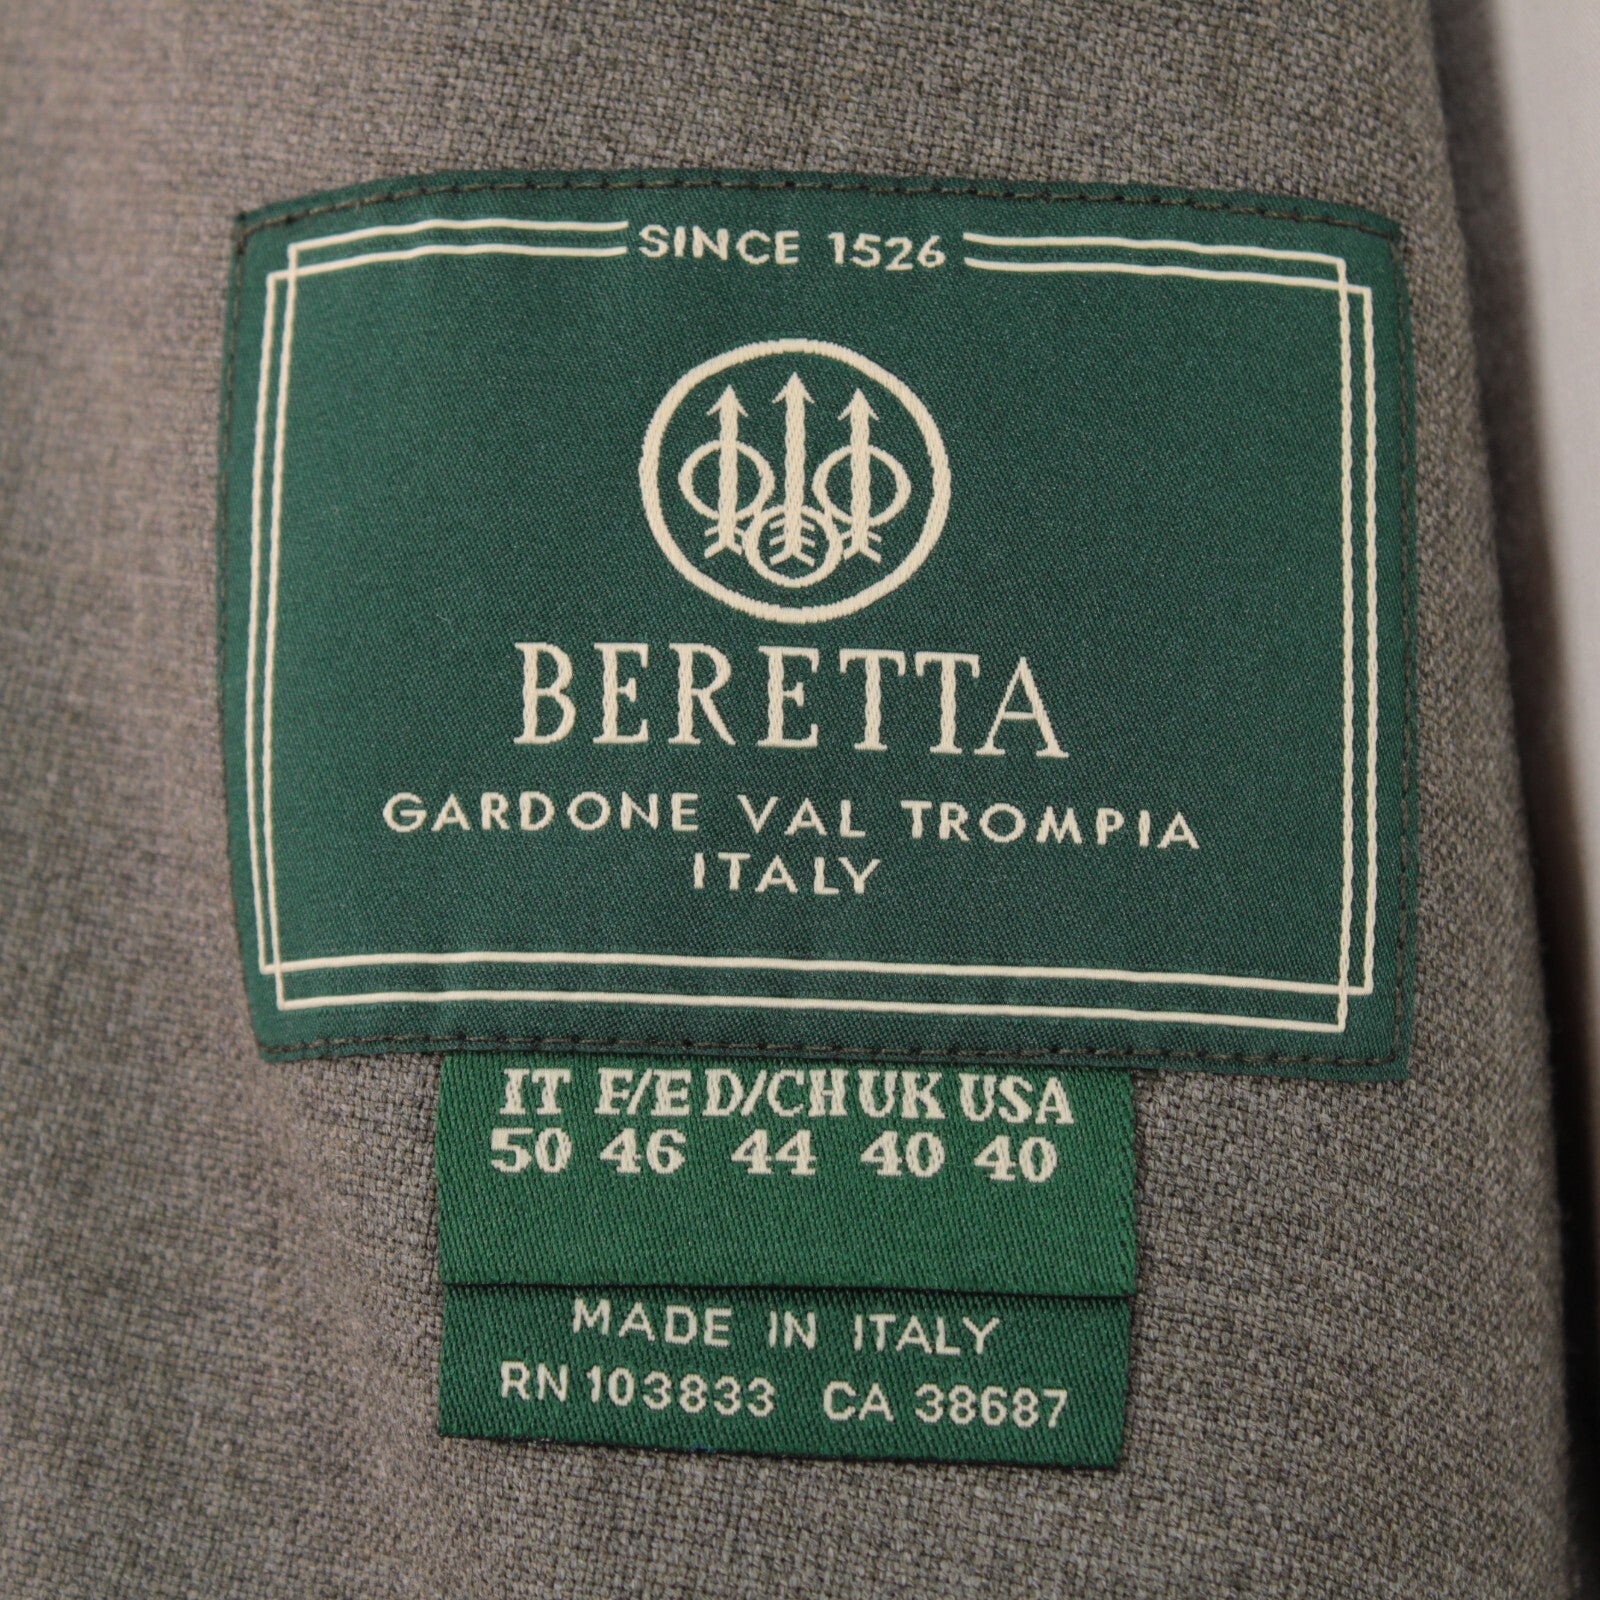 SINCE 1526
BERETTA
GARDONE VAL TROMPIA
ITALY
IT F/E D/CH UK USA
50 46 44 40 40
MADE IN ITALY
RN 103833 CA 38687